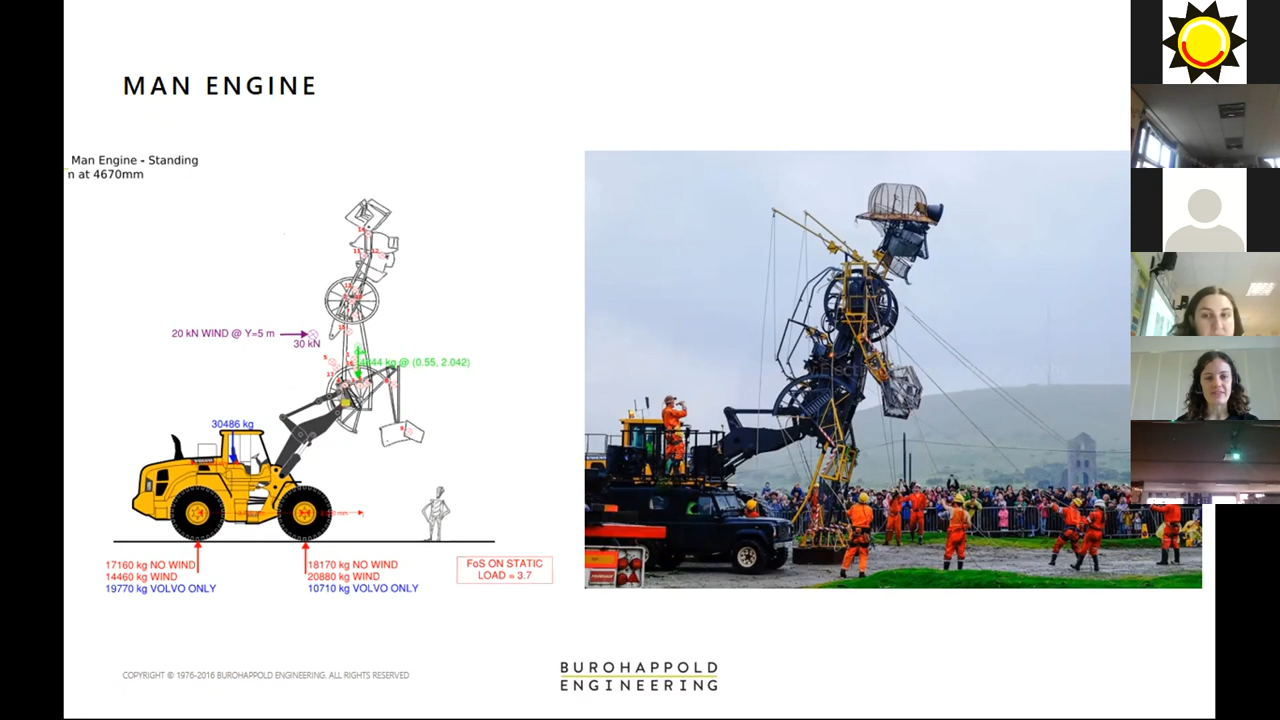 MAN ENGINE
Man Engine - Standing
n at 4670mm
20 kN WIND @ Y=5 m
30 kN
4844 kg @ (0.55, 2.042)
30486 kg
17160 kg NO WIND
14460 kg WIND
19770 kg VOLVO ONLY
18170 kg NO WIND
20880 kg WIND
10710 kg VOLVO ONLY
FoS ON STATIC
LOAD = 3.7
COPYRIGHT © 1976-2016 BUROHAPPOLD ENGINEERING. ALL RIGHTS RESERVED
BUROHAPPOLD
ENGINEERING